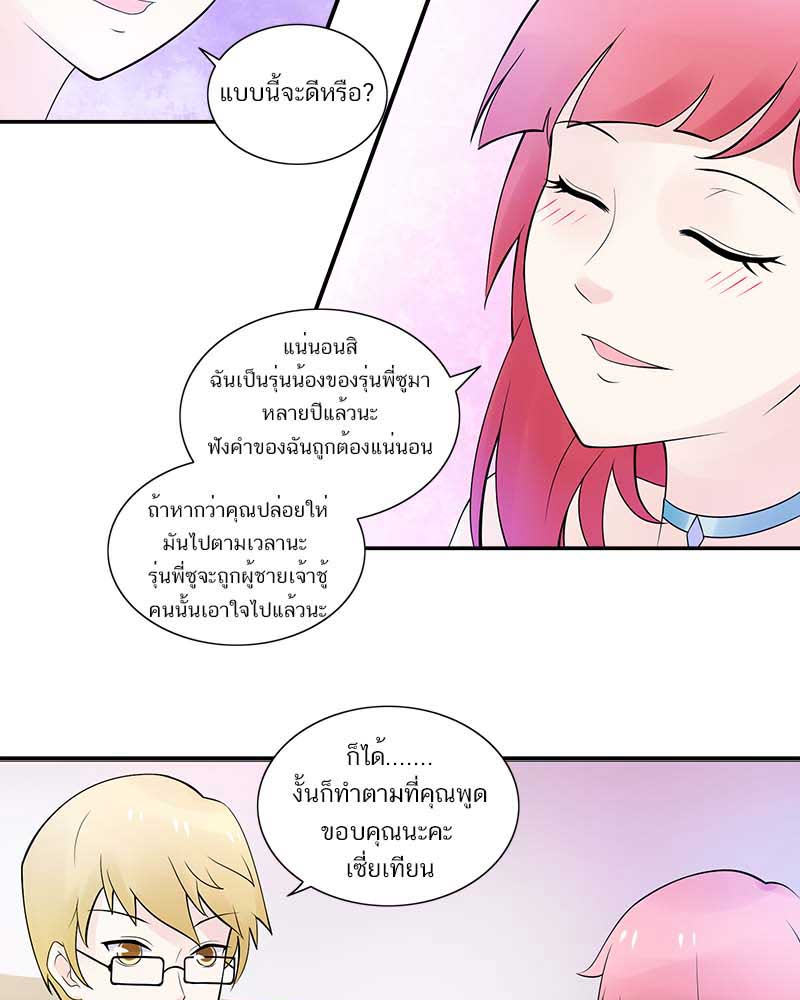 แบบนี้จะดีหรือ?
แน่นอนสิ
ฉันเป็นรุ่นน้องของรุ่นพี่ซูมา
หลายปีแล้วนะ
ฟังคำของฉันถูกต้องแน่นอน
ถ้าหากว่าคุณปล่อยให้
มันไปตามเวลานะ
รุ่นพี่ซูจะถูกผู้ชายเจ้าชู้
คนนั้นเอาใจไปแล้วนะ
ก็ได้.......
งั้นก็ทำตามที่คุณพูด
ขอบคุณนะคะ
เซี่ยเทียน